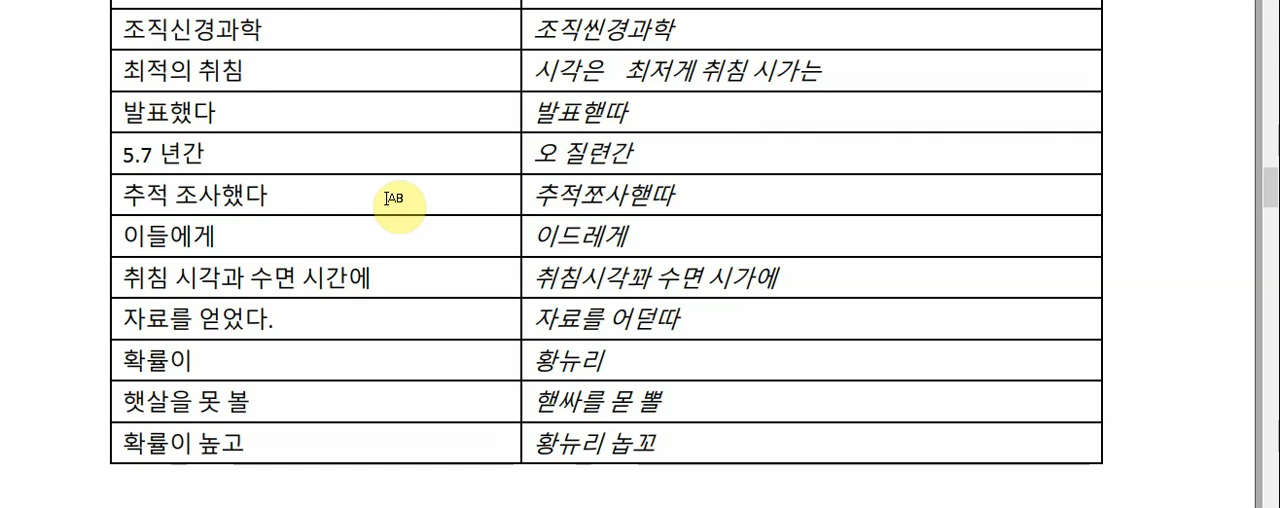 조직신경과학 조직씬경과학
최적의 취침 시각은 최저게 취침 시가는
발표했다 발표핻따
5.7 년간 오 질련간
추적 조사했다 추적쪼사핻따
이들에게 이드레게
취침 시각과 수면 시간에 취침시각꽈 수면 시가에
자료를 얻었다. 자료를 어덛따
확률이 황뉴리
햇살을 못 볼 핻싸를 몯 뽈
확률이 높고 황뉴리 놉꼬